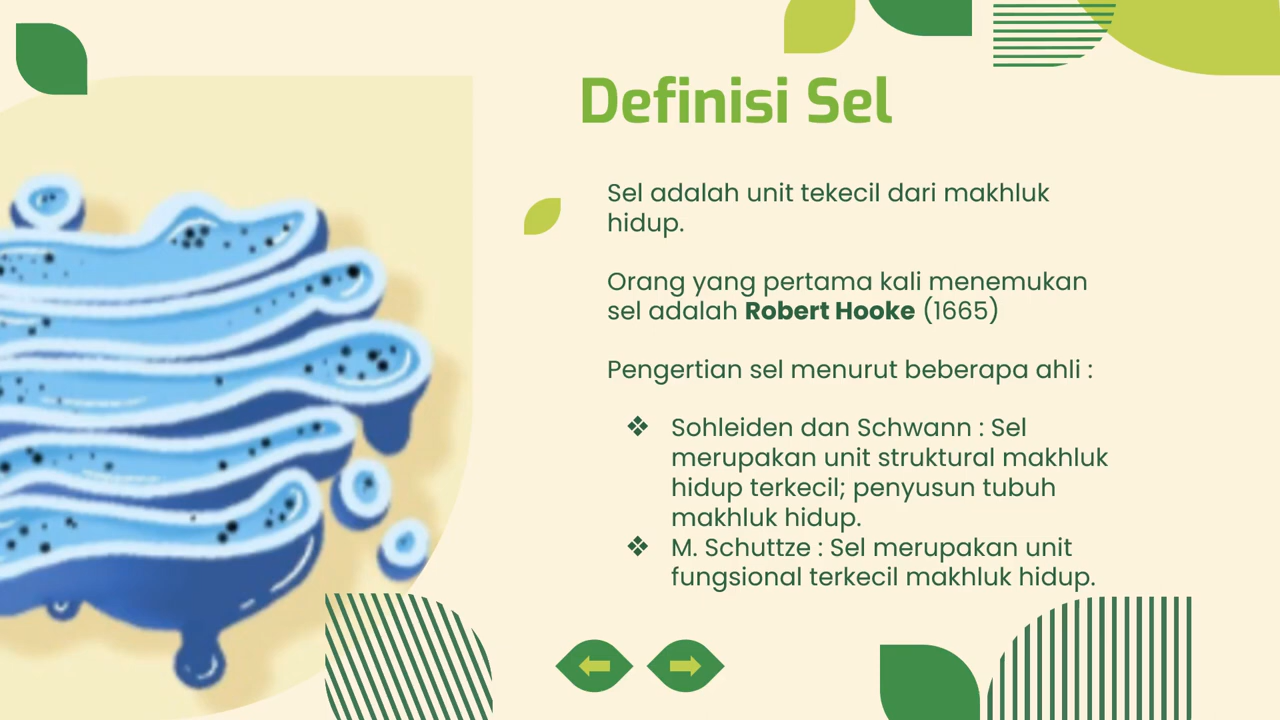 Definisi Sel
Sel adalah unit tekecil dari makhluk
hidup.
Orang yang pertama kali menemukan
sel adalah Robert Hooke (1665)
Pengertian sel menurut beberapa ahli :
❖ Sohleiden dan Schwann : Sel
merupakan unit struktural makhluk
hidup terkecil; penyusun tubuh
makhluk hidup.
❖ M. Schuttze : Sel merupakan unit
fungsional terkecil makhluk hidup.